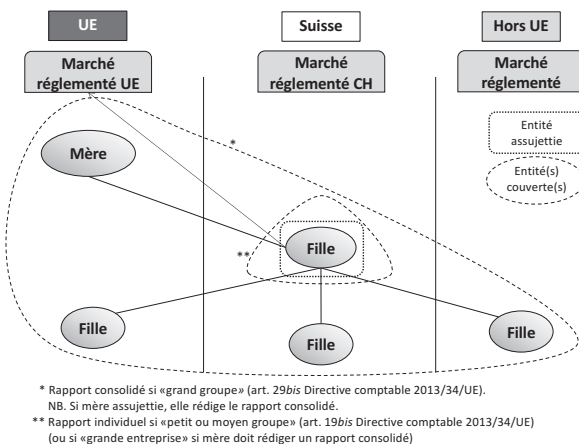 UE
Suisse
Hors UE
Marché
réglementé UE
Marché
réglementé CH
Marché
réglementé
Entité
assujettie
Entité(s)
couverte(s)
*
Mère
**
Fille
Fille
Fille
Fille
* Rapport consolidé si «grand groupe» (art. 29bis Directive comptable 2013/34/UE).
NB. Si mère assujettie, elle rédige le rapport consolidé.
** Rapport individuel si «petit ou moyen groupe» (art. 19bis Directive comptable 2013/34/UE)
(ou si «grande entreprise» si mère doit rédiger un rapport consolidé)